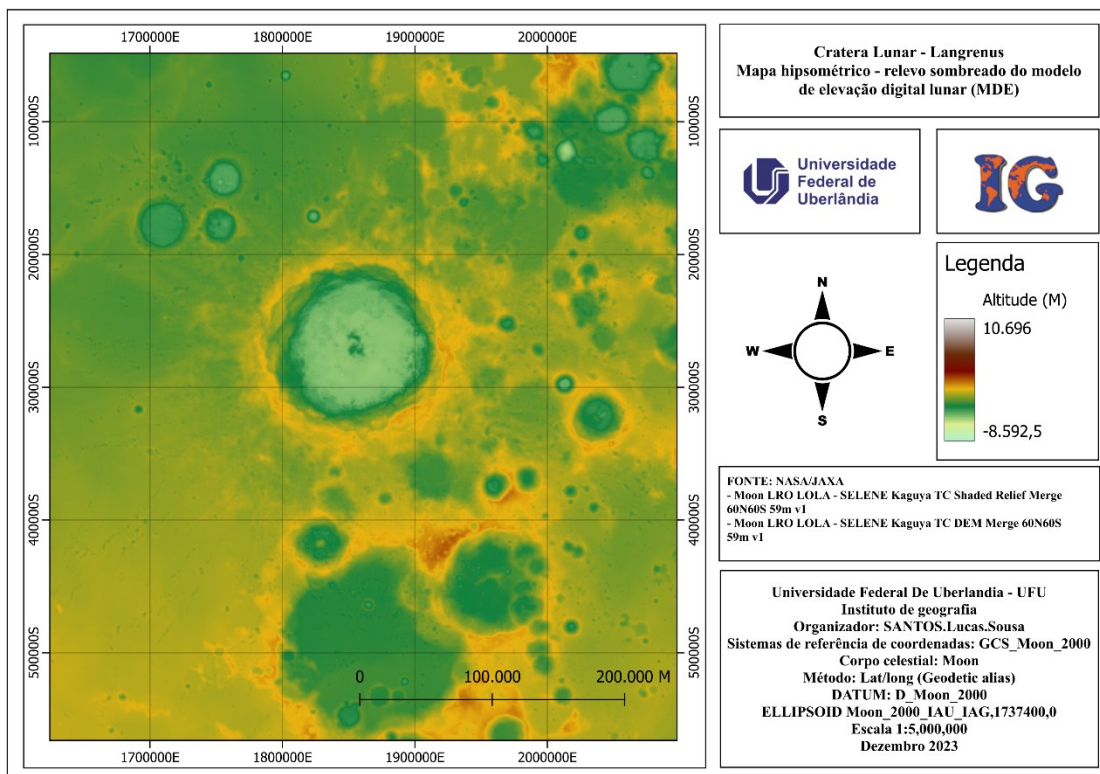 1700000E 1800000E 1900000E 2000000E
100000S
200000S
300000S
400000S
500000S
100000S
200000S
300000S
400000S
500000S
0 100.000 200.000 M
1700000E 1800000E 1900000E 2000000E
Cratera Lunar - Langrenus
Mapa hipsométrico - relevo sombreado do modelo
de elevação digital lunar (MDE)
Universidade
Federal de
Uberlândia
IG
N
W E
S
Legenda
Altitude (M)
10.696
-8.592,5
FONTE: NASA/JAXA
- Moon LRO LOLA - SELENE Kaguya TC Shaded Relief Merge
60N60S 59m v1
- Moon LRO LOLA - SELENE Kaguya TC DEM Merge 60N60S
59m v1
Universidade Federal De Uberlandia - UFU
Instituto de geografia
Organizador: SANTOS.Lucas.Sousa
Sistemas de referência de coordenadas: GCS_Moon_2000
Corpo celestial: Moon
Método: Lat/long (Geodetic alias)
DATUM: D_Moon_2000
ELLIPSOID Moon_2000_IAU_IAG,1737400,0
Escala 1:5,000,000
Dezembro 2023